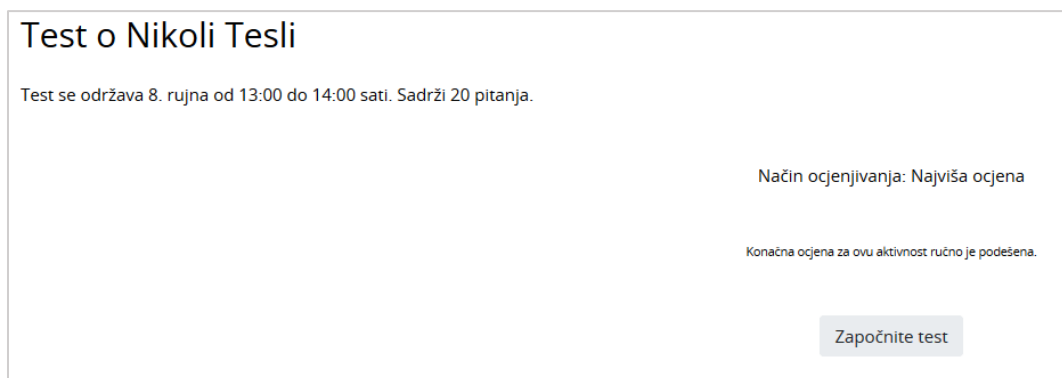 Test o Nikoli Tesli
Test se održava 8. rujna od 13:00 do 14:00 sati. Sadrži 20 pitanja.
Način ocjenjivanja: Najviša ocjena
Konačna ocjena za ovu aktivnost ručno je podešena.
Započnite test